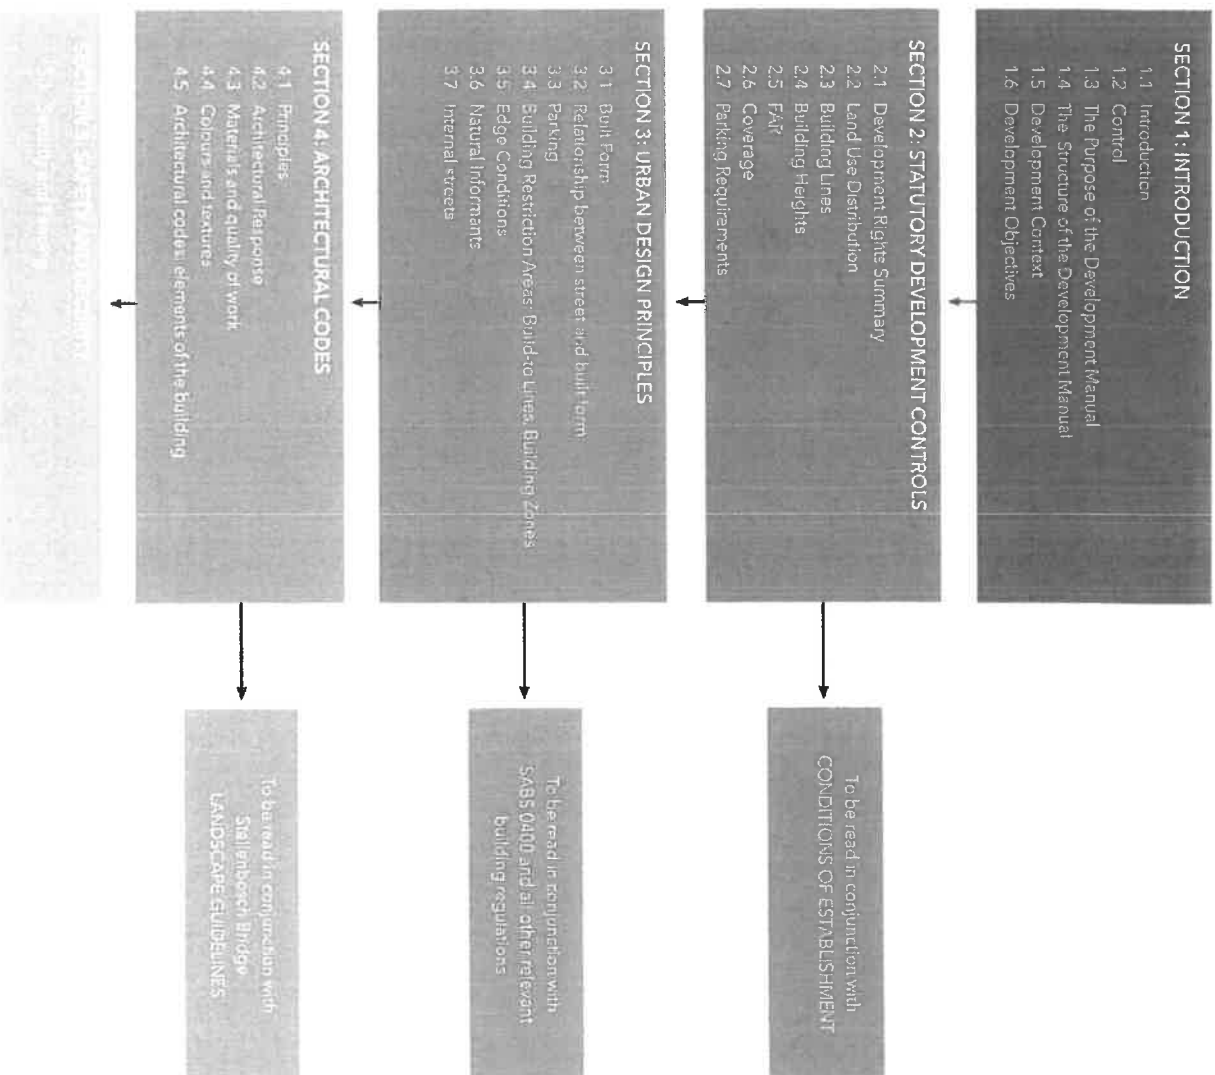 SECTION 1: INTRODUCTION
1.1 Introduction
1.2 Control
1.3 The Purpose of the Development Manual
1.4 The Structure of the Development Manual
1.5 Development Context
1.6 Development Objectives
SECTION 2: STATUTORY DEVELOPMENT CONTROLS
2.1 Development Rights Summary
2.2 Land Use Distribution
2.3 Building Lines
2.4 Building Heights
2.5 FAR
2.6 Coverage
2.7 Parking Requirements
To be read in conjunction with
CONDITIONS OF ESTABLISHMENT
SECTION 3: URBAN DESIGN PRINCIPLES
3.1 Built Form
3.2 Relationship between street and built form
3.3 Parking
3.4 Building Restriction Areas: Build-to Lines, Building Zones
3.5 Edge Conditions
3.6 Natural Informants
3.7 Internal streets
To be read in conjunction with
SABS 0400 and all other relevant
building regulations
SECTION 4: ARCHITECTURAL CODES
4.1 Principles
4.2 Architectural Response
4.3 Materials and quality of work
4.4 Colours and textures
4.5 Architectural codes: elements of the building
To be read in conjunction with
Stellenbosch Bridge
LANDSCAPE GUIDELINES